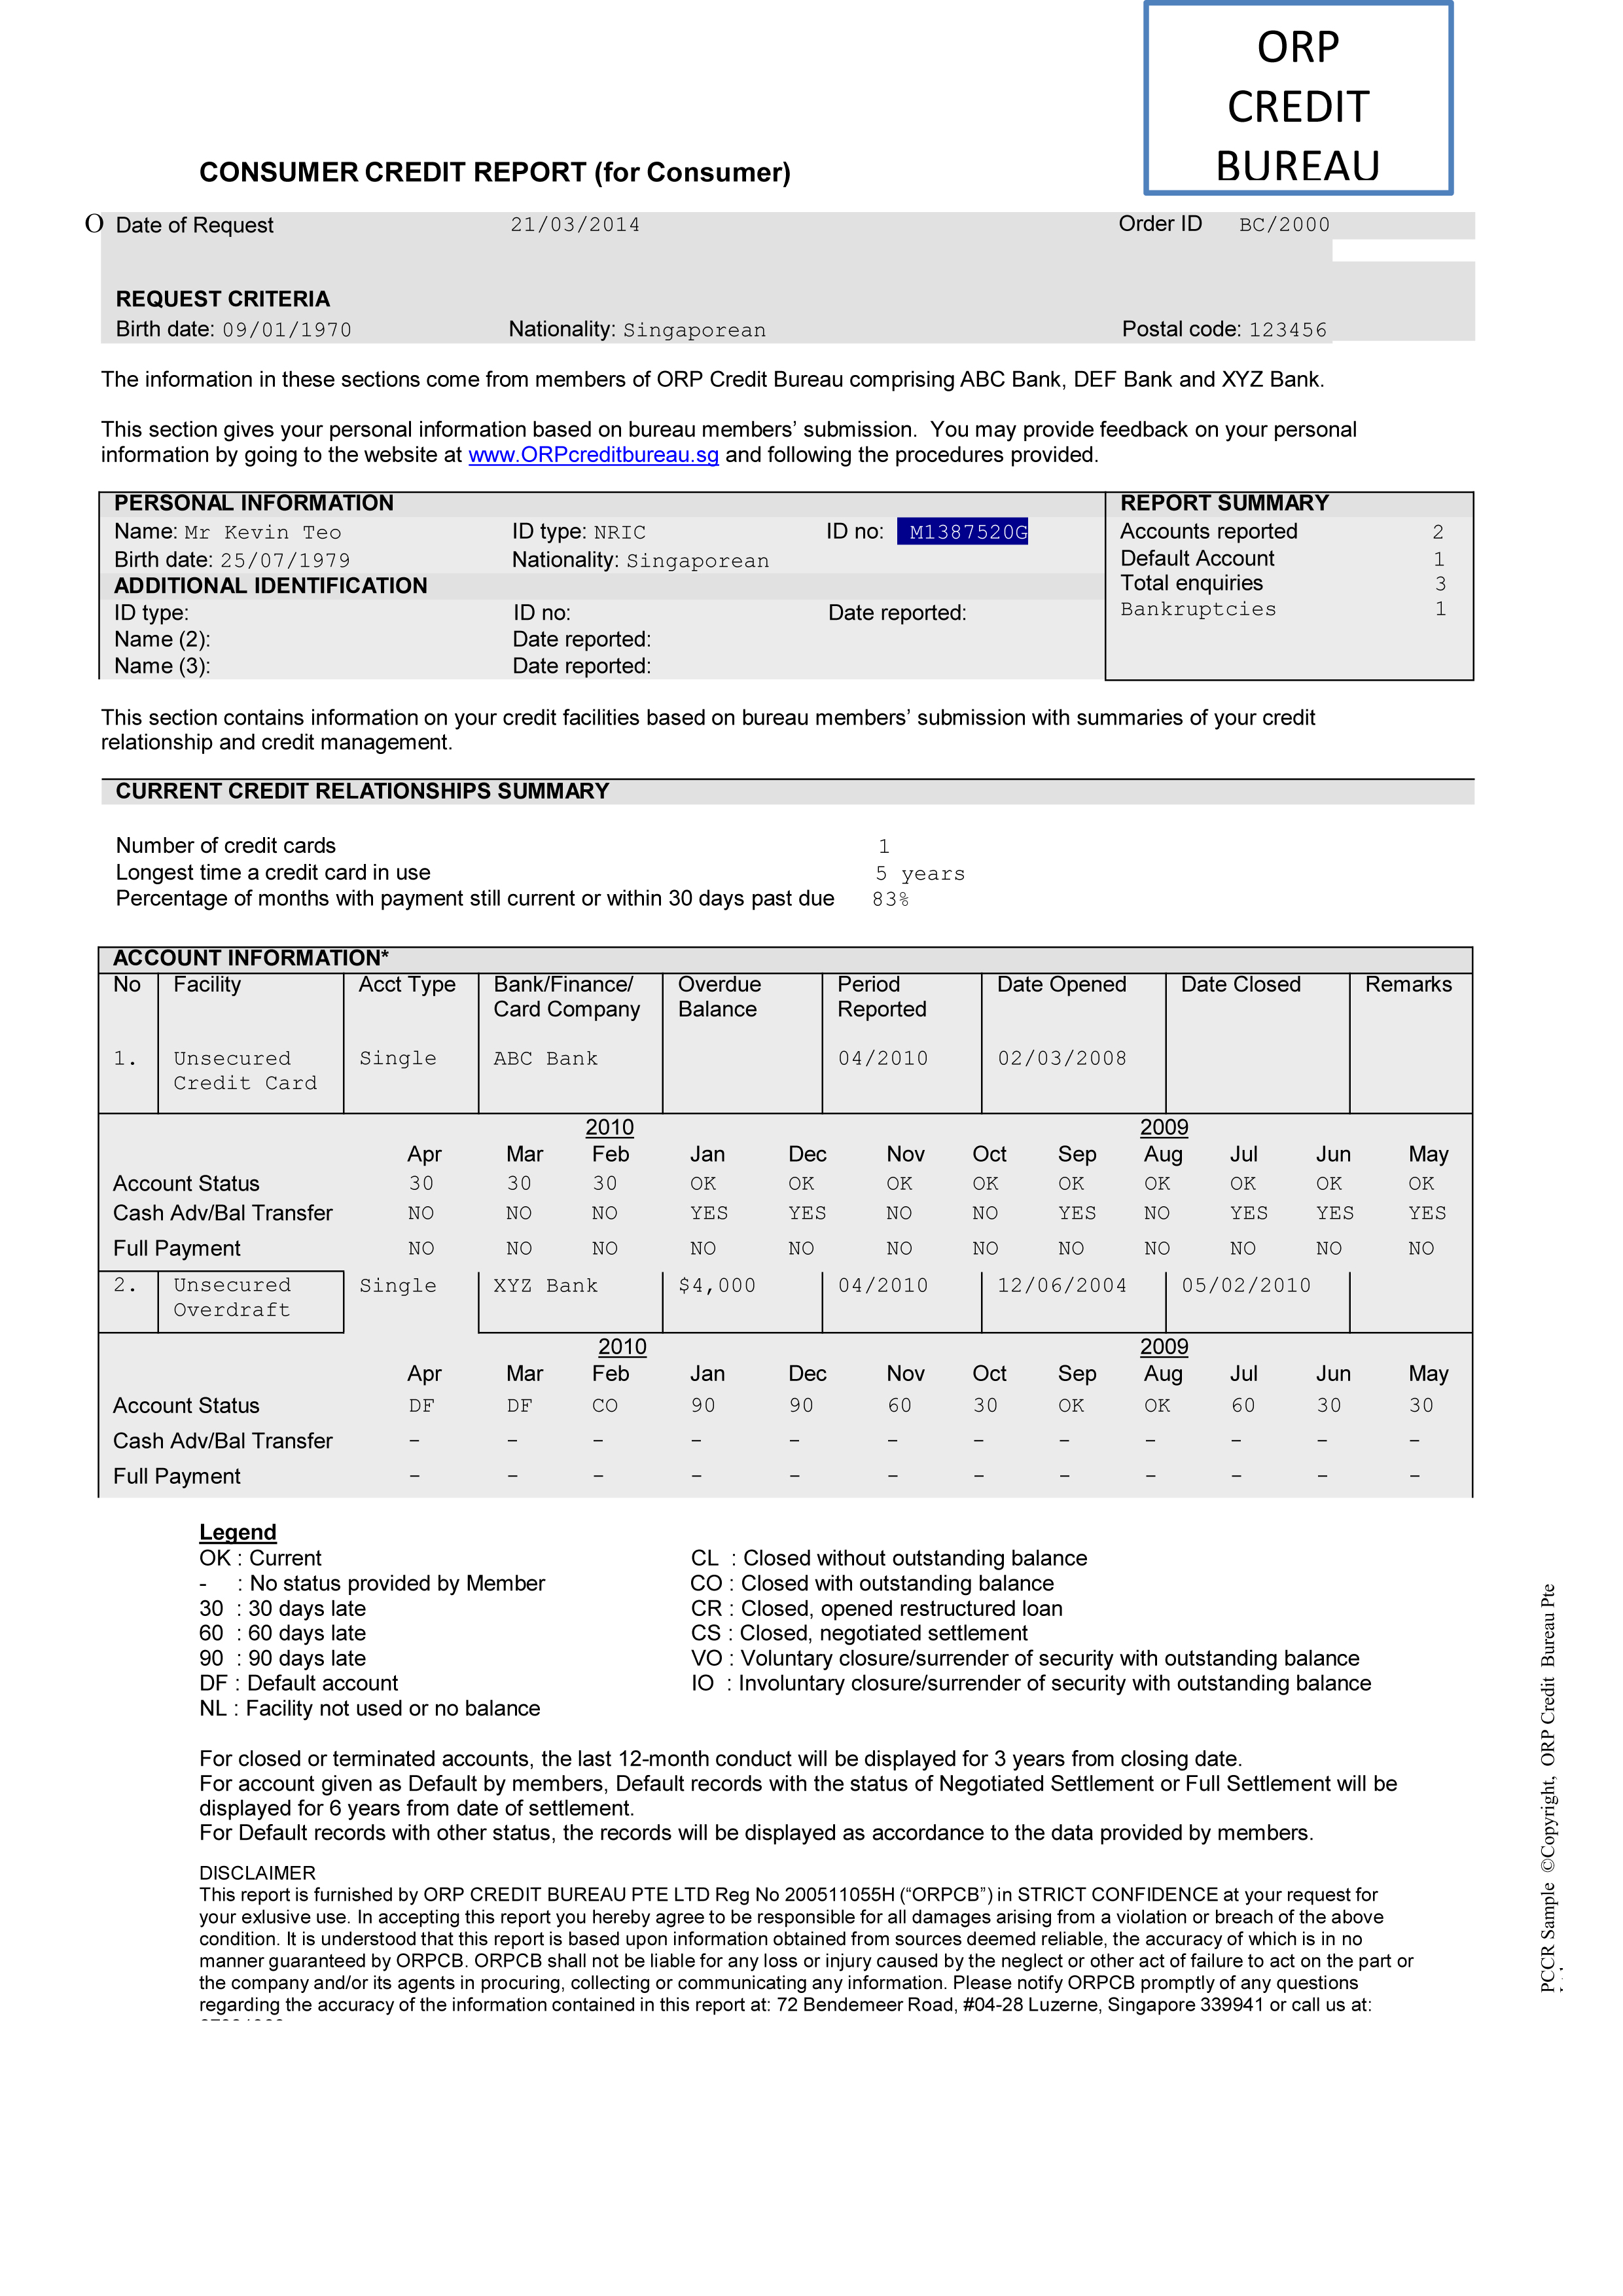 ORP
CREDIT
BUREAU
CONSUMER CREDIT REPORT (for Consumer)
O Date of Request 21/03/2014 Order ID BC/2000
REQUEST CRITERIA
Birth date: 09/01/1970 Nationality: Singaporean Postal code: 123456
The information in these sections come from members of ORP Credit Bureau comprising ABC Bank, DEF Bank and XYZ Bank.
This section gives your personal information based on bureau members’ submission. You may provide feedback on your personal
information by going to the website at www.ORPcreditbureau.sg and following the procedures provided.
PERSONAL INFORMATION REPORT SUMMARY
Name: Mr Kevin Teo ID type: NRIC ID no: M1387520G Accounts reported 2
Birth date: 25/07/1979 Nationality: Singaporean Default Account 1
ADDITIONAL IDENTIFICATION Total enquiries 3
ID type: ID no: Date reported: Bankruptcies 1
Name (2): Date reported:
Name (3): Date reported:
This section contains information on your credit facilities based on bureau members’ submission with summaries of your credit
relationship and credit management.
CURRENT CREDIT RELATIONSHIPS SUMMARY
Number of credit cards 1
Longest time a credit card in use 5 years
Percentage of months with payment still current or within 30 days past due 83%
ACCOUNT INFORMATION*
No Facility Acct Type Bank/Finance/ Overdue Period Date Opened Date Closed Remarks
Card Company Balance Reported
1. Unsecured Single ABC Bank 04/2010 02/03/2008
Credit Card
2010 2009
Apr Mar Feb Jan Dec Nov Oct Sep Aug Jul Jun May
Account Status 30 30 30 OK OK OK OK OK OK OK OK OK
Cash Adv/Bal Transfer NO NO NO YES YES NO NO YES NO YES YES YES
Full Payment NO NO NO NO NO NO NO NO NO NO NO NO
2. Unsecured Single XYZ Bank $4,000 04/2010 12/06/2004 05/02/2010
Overdraft
2010 2009
Apr Mar Feb Jan Dec Nov Oct Sep Aug Jul Jun May
Account Status DF DF CO 90 90 60 30 OK OK 60 30 30
Cash Adv/Bal Transfer - - - - - - - - - - - -
Full Payment - - - - - - - - - - - -
Legend
OK : Current CL : Closed without outstanding balance
- : No status provided by Member CO : Closed with outstanding balance
30 : 30 days late CR : Closed, opened restructured loan
60 : 60 days late CS : Closed, negotiated settlement
90 : 90 days late VO : Voluntary closure/surrender of security with outstanding balance
DF : Default account IO : Involuntary closure/surrender of security with outstanding balance
NL : Facility not used or no balance
For closed or terminated accounts, the last 12-month conduct will be displayed for 3 years from closing date.
For account given as Default by members, Default records with the status of Negotiated Settlement or Full Settlement will be
displayed for 6 years from date of settlement.
For Default records with other status, the records will be displayed as accordance to the data provided by members.
DISCLAIMER
This report is furnished by ORP CREDIT BUREAU PTE LTD Reg No 200511055H (“ORPCB”) in STRICT CONFIDENCE at your request for
your exlusive use. In accepting this report you hereby agree to be responsible for all damages arising from a violation or breach of the above
condition. It is understood that this report is based upon information obtained from sources deemed reliable, the accuracy of which is in no
manner guaranteed by ORPCB. ORPCB shall not be liable for any loss or injury caused by the neglect or other act of failure to act on the part or
the company and/or its agents in procuring, collecting or communicating any information. Please notify ORPCB promptly of any questions
regarding the accuracy of the information contained in this report at: 72 Bendemeer Road, #04-28 Luzerne, Singapore 339941 or call us at:
PCCR Sample ©Copyright, ORP Credit Bureau Pte